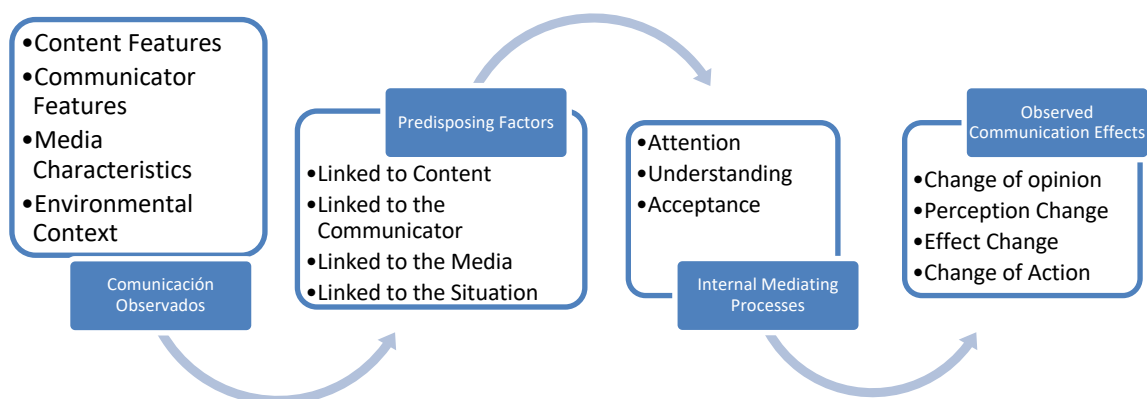 •Content Features
•Communicator
Features
•Media
Characteristics
•Environmental
Context
Comunicación
Observados
Predisposing Factors
•Linked to Content
•Linked to the
Communicator
•Linked to the Media
•Linked to the Situation
•Attention
•Understanding
•Acceptance
Internal Mediating
Processes
Observed
Communication Effects
•Change of opinion
•Perception Change
•Effect Change
•Change of Action